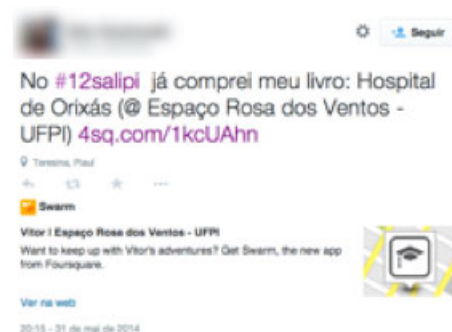 Seguir
No #12salipi já comprei meu livro: Hospital
de Orixás (@ Espaço Rosa dos Ventos -
UFPI) 4sq.com/1kcUAhn
Teresina, Piauí
Swarm
Vitor | Espaço Rosa dos Ventos - UFPI
Want to keep up with Vitor's adventures? Get Swarm, the new app
from Foursquare.
Ver na web
20:15 - 31 de mai de 2014